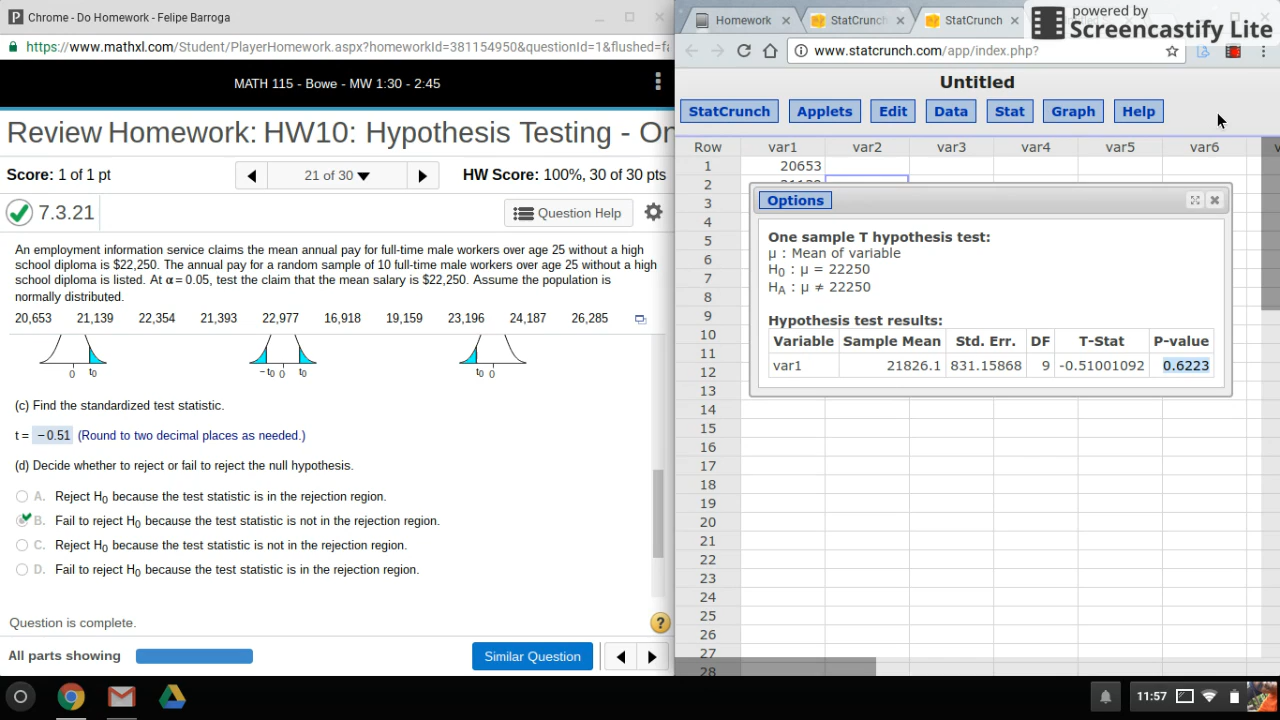 Chrome - Do Homework - Felipe Barroga
https://www.mathxl.com/Student/PlayerHomework.aspx?homeworkId=381154950&questionId=1&flushed=fa
MATH 115 - Bowe - MW 1:30 - 2:45
Review Homework: HW10: Hypothesis Testing - On
Score: 1 of 1 pt
21 of 30
HW Score: 100%, 30 of 30 pts
7.3.21
Question Help
An employment information service claims the mean annual pay for full-time male workers over age 25 without a high
school diploma is $22,250. The annual pay for a random sample of 10 full-time male workers over age 25 without a high
school diploma is listed. At α = 0.05, test the claim that the mean salary is $22,250. Assume the population is
normally distributed.
20,653 21,139 22,354 21,393 22,977 16,918 19,159 23,196 24,187 26,285
0 t0 -t0 0 t0 t0 0
(c) Find the standardized test statistic.
t = -0.51 (Round to two decimal places as needed.)
(d) Decide whether to reject or fail to reject the null hypothesis.
A. Reject H0 because the test statistic is in the rejection region.
B. Fail to reject H0 because the test statistic is not in the rejection region.
C. Reject H0 because the test statistic is not in the rejection region.
D. Fail to reject H0 because the test statistic is in the rejection region.
Question is complete.
?
All parts showing
Similar Question
Homework
StatCrunch
StatCrunch
powered by
Screencastify Lite
www.statcrunch.com/app/index.php?
Untitled
StatCrunch Applets Edit Data Stat Graph Help
Row var1 var2 var3 var4 var5 var6
1 20653
2
3
4
5
6
7
8
9
10
11
12
13
14
15
16
17
18
19
20
21
22
23
24
25
26
27
28
Options
One sample T hypothesis test:
μ : Mean of variable
H0 : μ = 22250
HA : μ ≠ 22250
Hypothesis test results:
Variable Sample Mean Std. Err. DF T-Stat P-value
var1 21826.1 831.15868 9 -0.51001092 0.6223
11:57